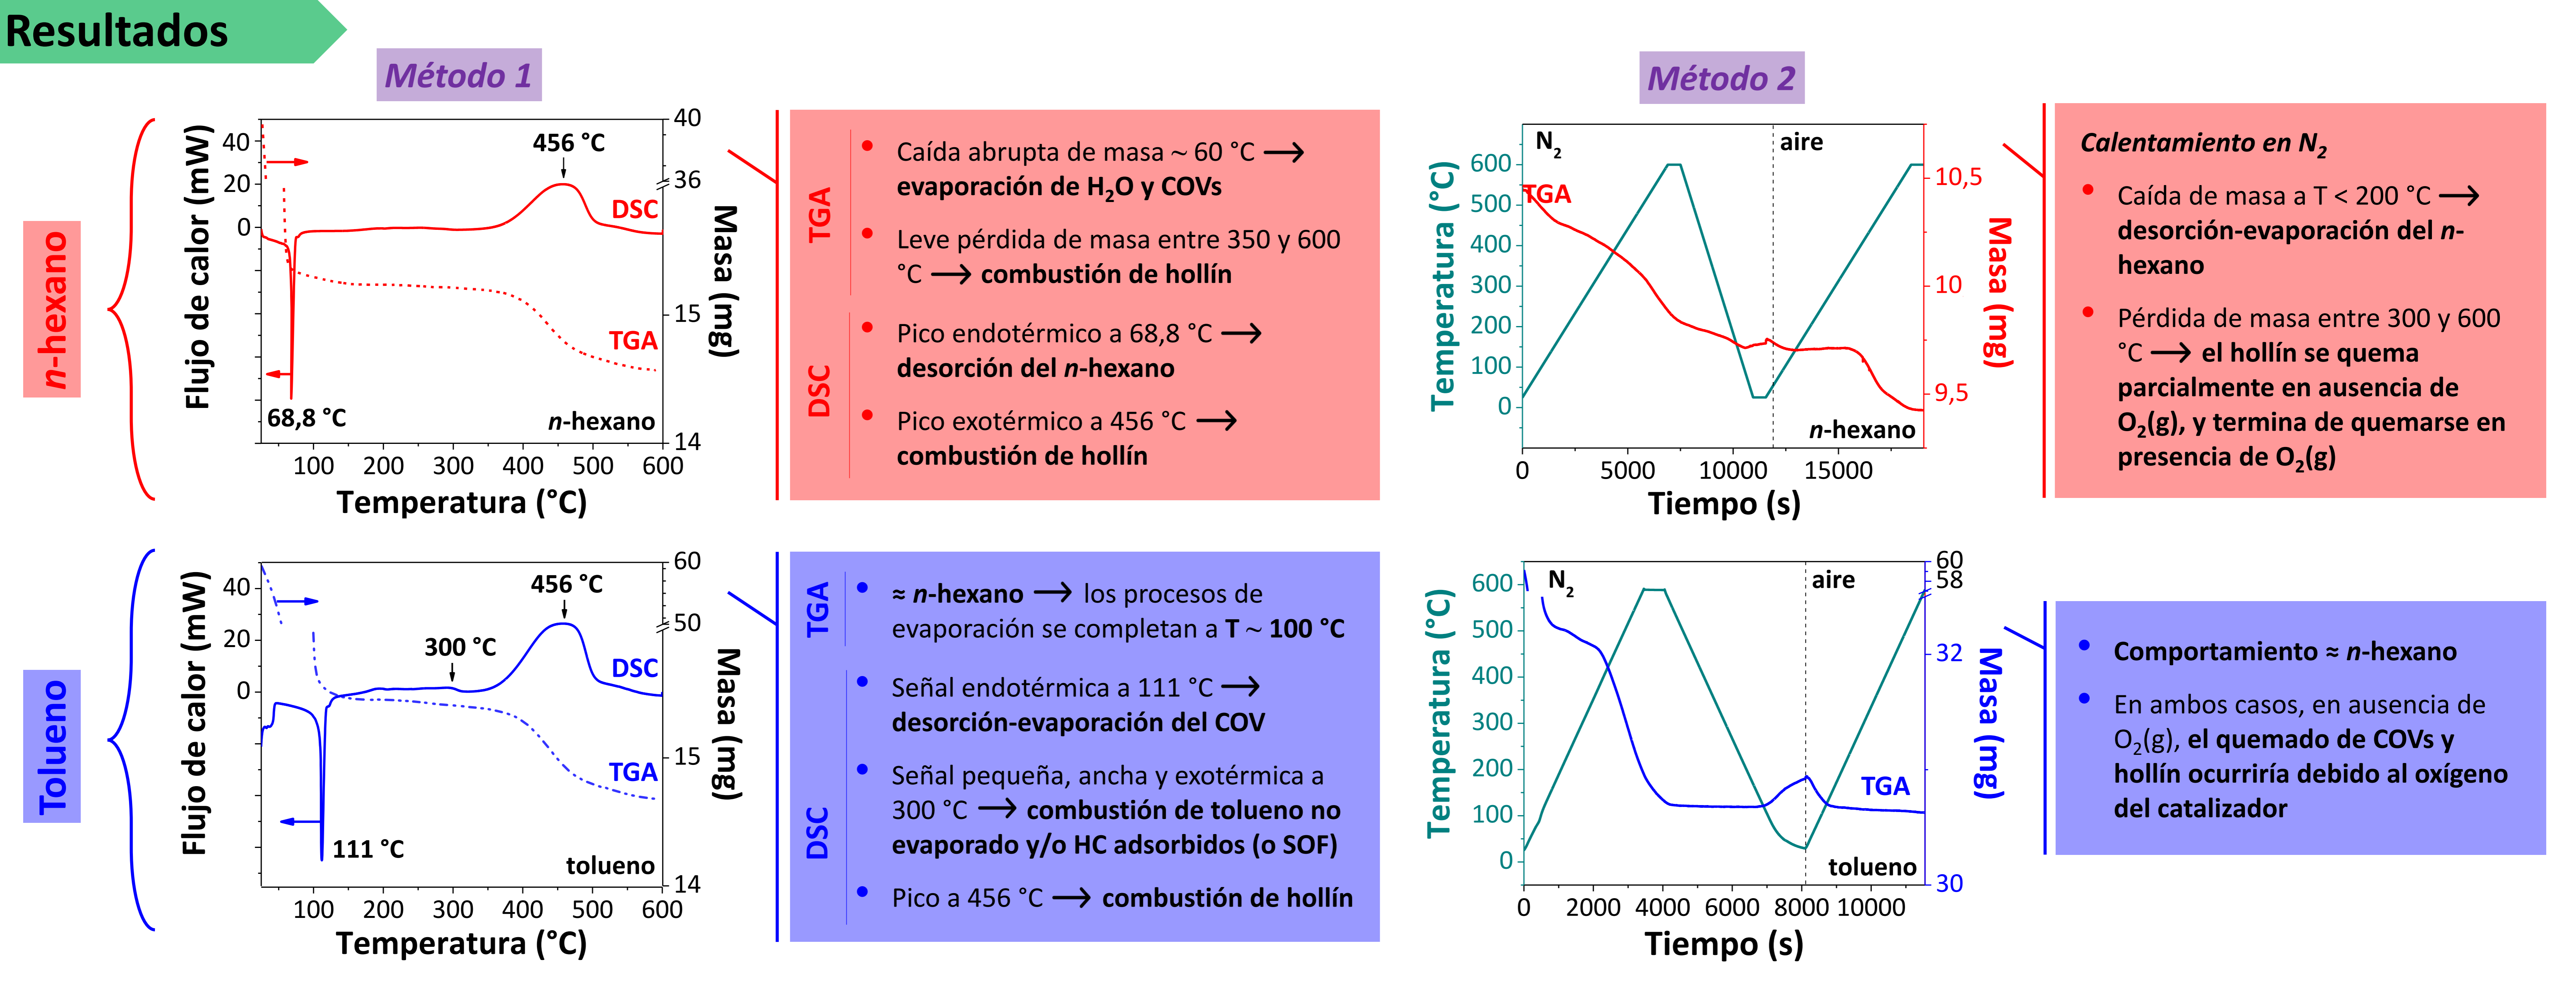 Resultados
Método 1
Método 2
n-hexano
Flujo de calor (mW)
40
20
0
456 °C
DSC
TGA
68,8 °C
n-hexano
40
36
15
14
Masa (mg)
100 200 300 400 500 600
Temperatura (°C)
TGA
• Caída abrupta de masa ~ 60 °C →
evaporación de H₂O y COVs
• Leve pérdida de masa entre 350 y 600
°C → combustión de hollín
DSC
• Pico endotérmico a 68,8 °C →
desorción del n-hexano
• Pico exotérmico a 456 °C →
combustión de hollín
Temperatura (°C)
600
500
400
300
200
100
0
N₂
aire
TGA
n-hexano
10,5
10
9,5
Masa (mg)
0 5000 10000 15000
Tiempo (s)
Calentamiento en N₂
• Caída de masa a T < 200 °C →
desorción-evaporación del n-
hexano
• Pérdida de masa entre 300 y 600
°C → el hollín se quema
parcialmente en ausencia de
O₂(g), y termina de quemarse en
presencia de O₂(g)
Tolueno
Flujo de calor (mW)
40
20
0
456 °C
300 °C
DSC
TGA
111 °C
tolueno
60
50
15
14
Masa (mg)
100 200 300 400 500 600
Temperatura (°C)
TGA
• ≈ n-hexano → los procesos de
evaporación se completan a T ~ 100 °C
DSC
• Señal endotérmica a 111 °C →
desorción-evaporación del COV
• Señal pequeña, ancha y exotérmica a
300 °C → combustión de tolueno no
evaporado y/o HC adsorbidos (o SOF)
• Pico a 456 °C → combustión de hollín
Temperatura (°C)
600
500
400
300
200
100
0
N₂
aire
TGA
tolueno
60
58
32
30
Masa (mg)
0 2000 4000 6000 8000 10000
Tiempo (s)
• Comportamiento ≈ n-hexano
• En ambos casos, en ausencia de
O₂(g), el quemado de COVs y
hollín ocurriría debido al oxígeno
del catalizador